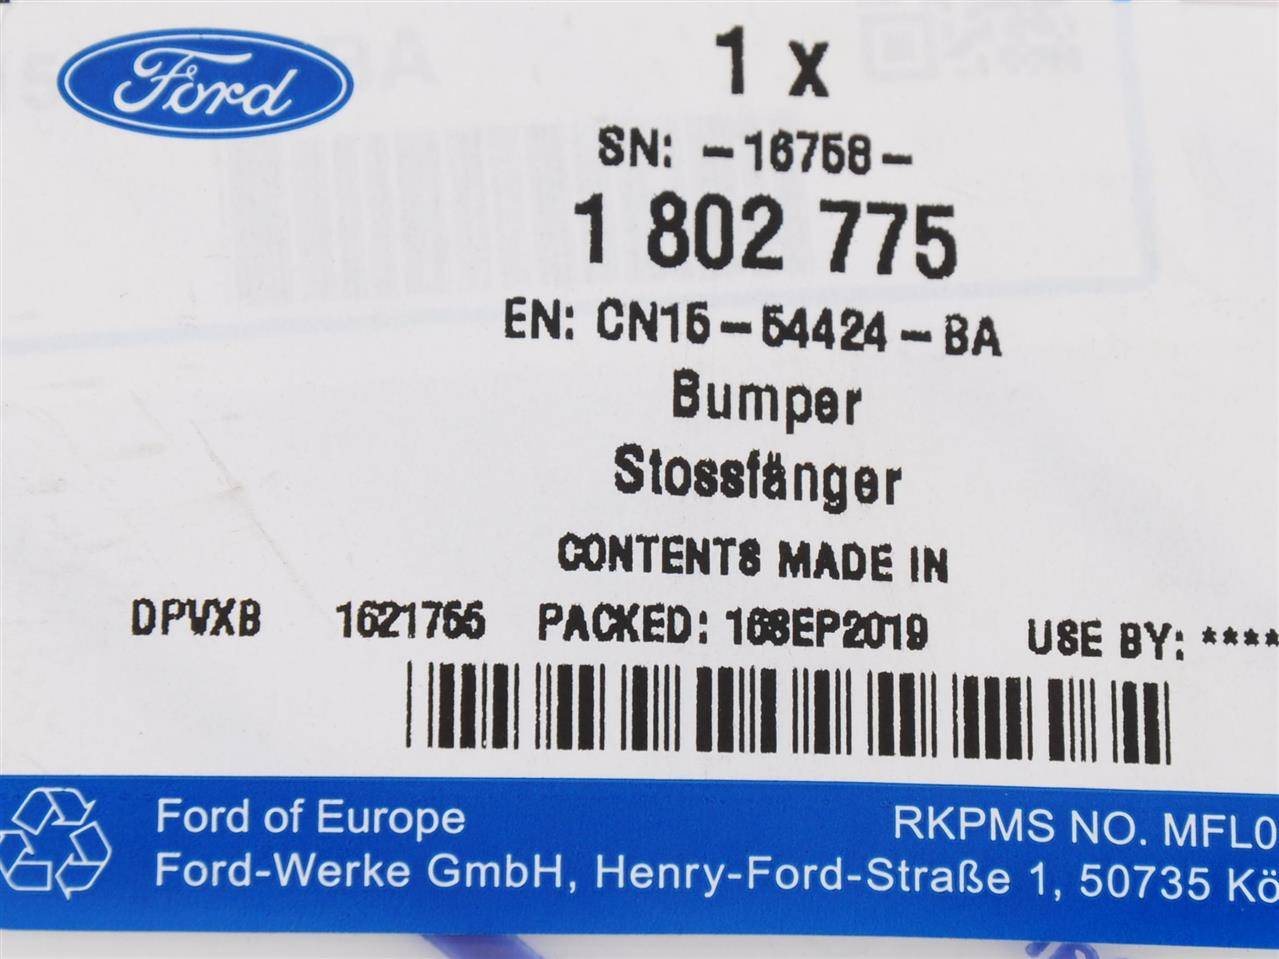 Ford
1 x
SN: -16758-
1 802 775
EN: CN15-54424-BA
Bumper
Stossfänger
CONTENTS MADE IN
DPVXB 1621755 PACKED: 16SEP2019 USE BY: ****
Ford of Europe
RKPMS NO. MFL0
Ford-Werke GmbH, Henry-Ford-Straße 1, 50735 Kö